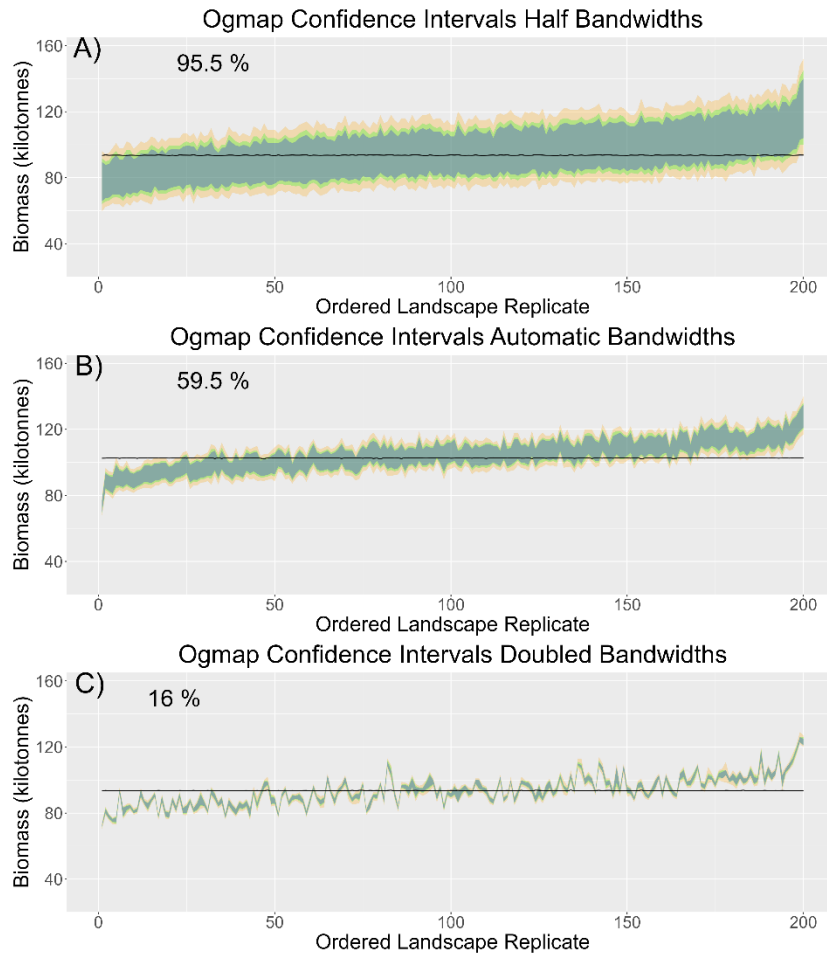 Ogmap Confidence Intervals Half Bandwidths
A)
95.5 %
160
120
80
40
Biomass (kilotonnes)
0 50 100 150 200
Ordered Landscape Replicate
Ogmap Confidence Intervals Automatic Bandwidths
B)
59.5 %
160
120
80
40
Biomass (kilotonnes)
0 50 100 150 200
Ordered Landscape Replicate
Ogmap Confidence Intervals Doubled Bandwidths
C)
16 %
160
120
80
40
Biomass (kilotonnes)
0 50 100 150 200
Ordered Landscape Replicate